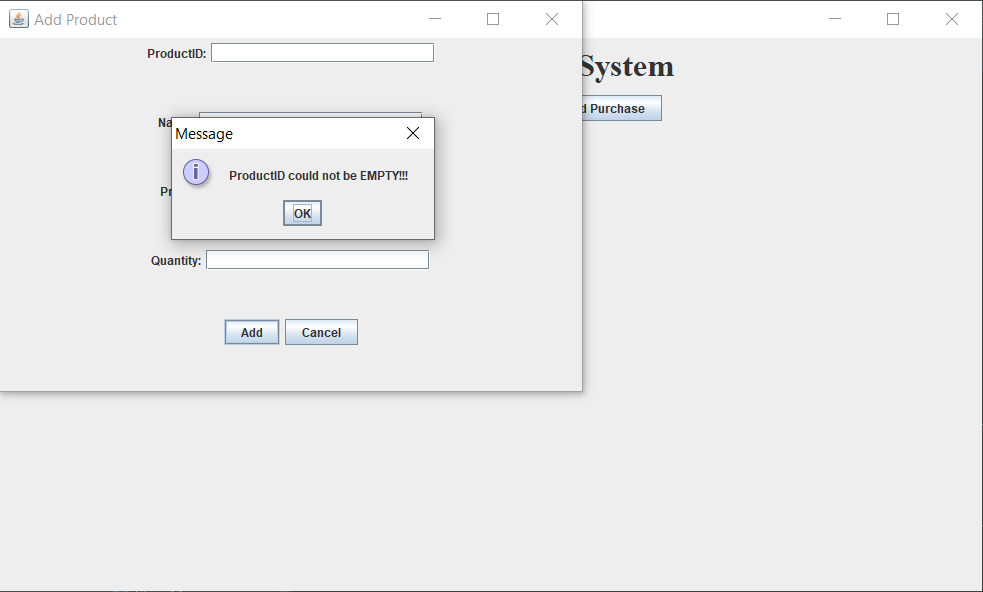 Add Product
ProductID:
System
Purchase
Message
ProductID could not be EMPTY!!!
OK
Quantity:
Add
Cancel